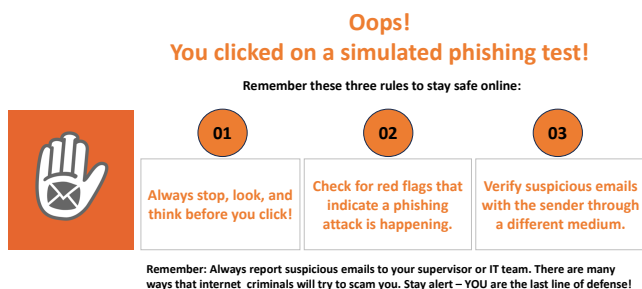 Oops!
You clicked on a simulated phishing test!
Remember these three rules to stay safe online:
01
02
03
Always stop, look, and
think before you click!
Check for red flags that
indicate a phishing
attack is happening.
Verify suspicious emails
with the sender through
a different medium.
Remember: Always report suspicious emails to your supervisor or IT team. There are many
ways that internet criminals will try to scam you. Stay alert – YOU are the last line of defense!